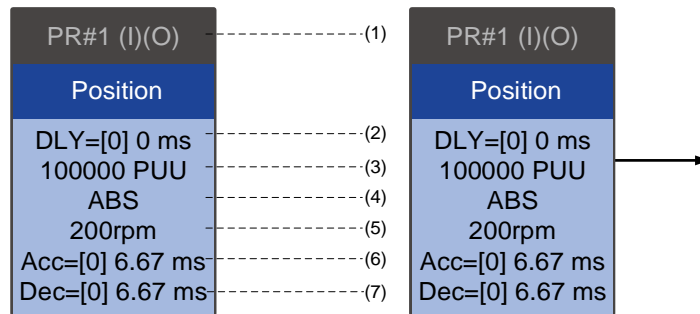 PR#1 (I)(O)
Position
DLY=[0] 0 ms
100000 PUU
ABS
200rpm
Acc=[0] 6.67 ms
Dec=[0] 6.67 ms
(1)
(2)
(3)
(4)
(5)
(6)
(7)
PR#1 (I)(O)
Position
DLY=[0] 0 ms
100000 PUU
ABS
200rpm
Acc=[0] 6.67 ms
Dec=[0] 6.67 ms